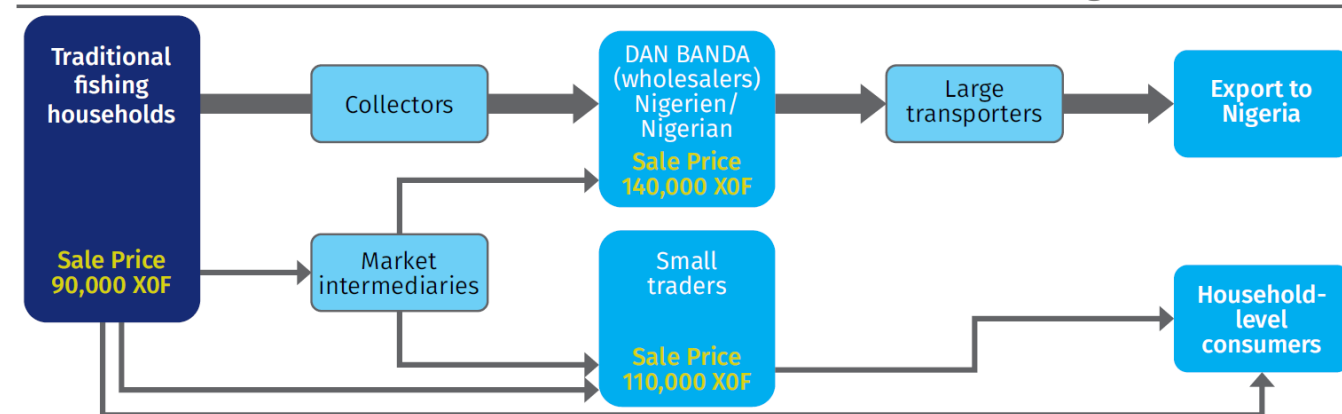 Traditional
fishing
households
Sale Price
90,000 X0F
Collectors
Market
intermediaries
DAN BANDA
(wholesalers)
Nigerien/
Nigerian
Sale Price
140,000 X0F
Small
traders
Sale Price
110,000 X0F
Large
transporters
Export to
Nigeria
Household-
level
consumers